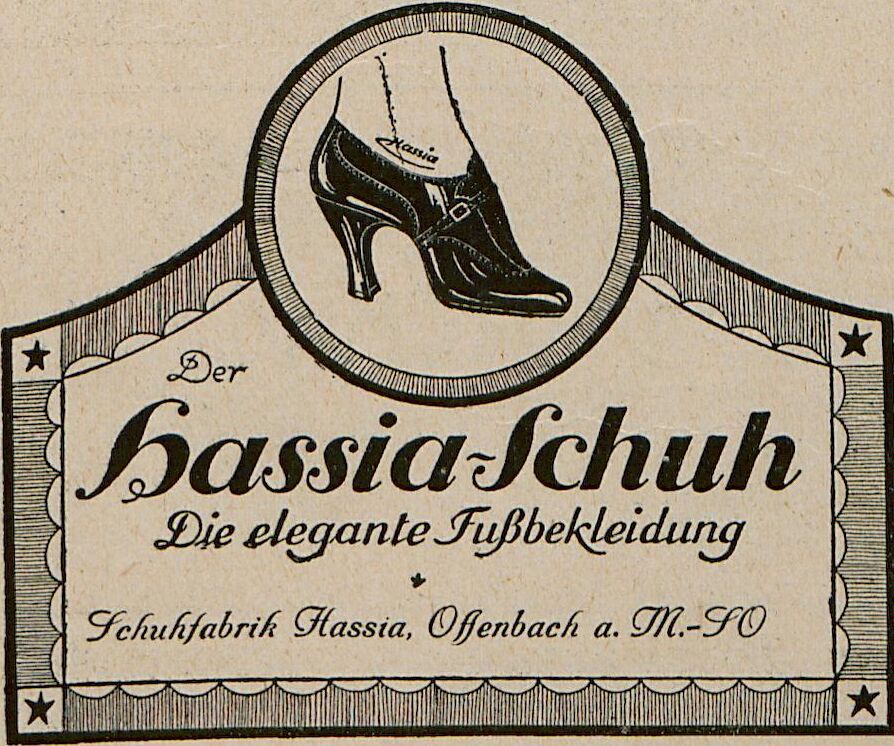 Hassia
Der
Hassia-Schuh
Die elegante Fußbekleidung
Schuhfabrik Hassia, Offenbach a. M.-SO